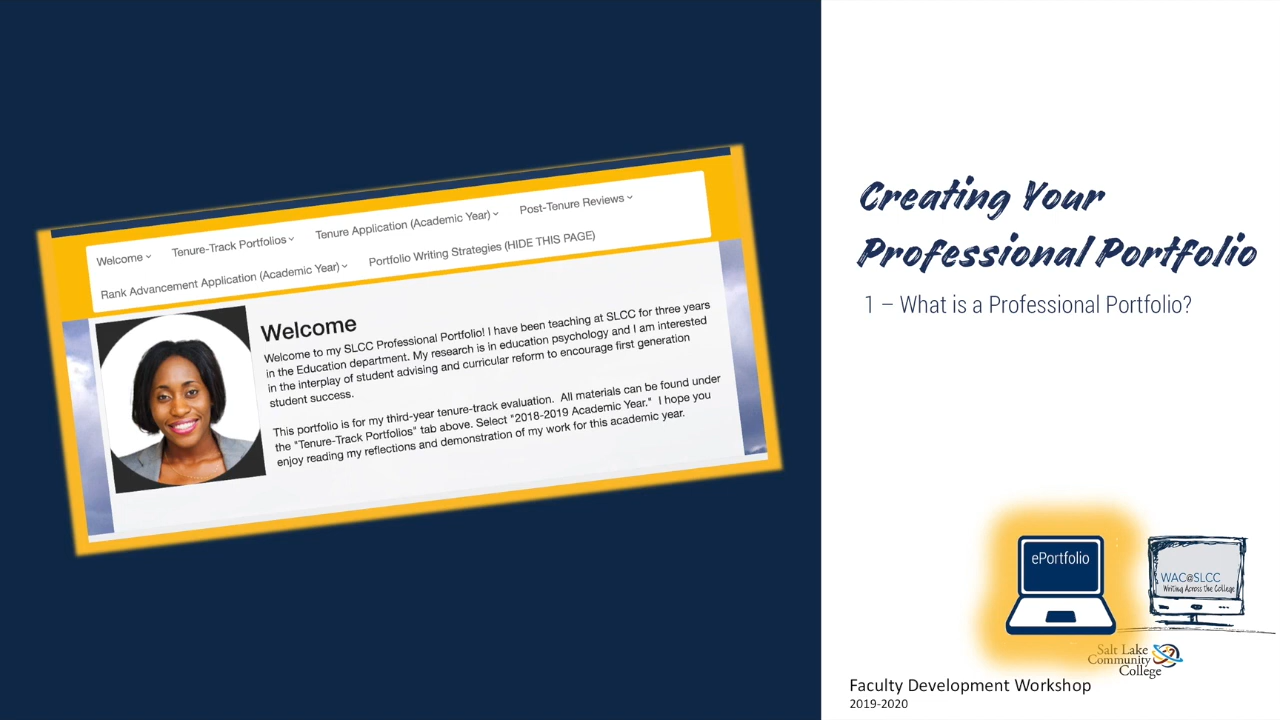 Welcome
Tenure-Track Portfolios
Tenure Application (Academic Year)
Post-Tenure Reviews
Rank Advancement Application (Academic Year)
Portfolio Writing Strategies (HIDE THIS PAGE)
Welcome
Welcome to my SLCC Professional Portfolio! I have been teaching at SLCC for three years
in the Education department. My research is in education psychology and I am interested
in the interplay of student advising and curricular reform to encourage first generation
student success.
This portfolio is for my third-year tenure-track evaluation. All materials can be found under
the "Tenure-Track Portfolios" tab above. Select "2018-2019 Academic Year." I hope you
enjoy reading my reflections and demonstration of my work for this academic year.
Creating Your
Professional Portfolio
1 – What is a Professional Portfolio?
ePortfolio
WAC@SLCC
Writing Across the College
Salt Lake
Community
College
Faculty Development Workshop
2019-2020